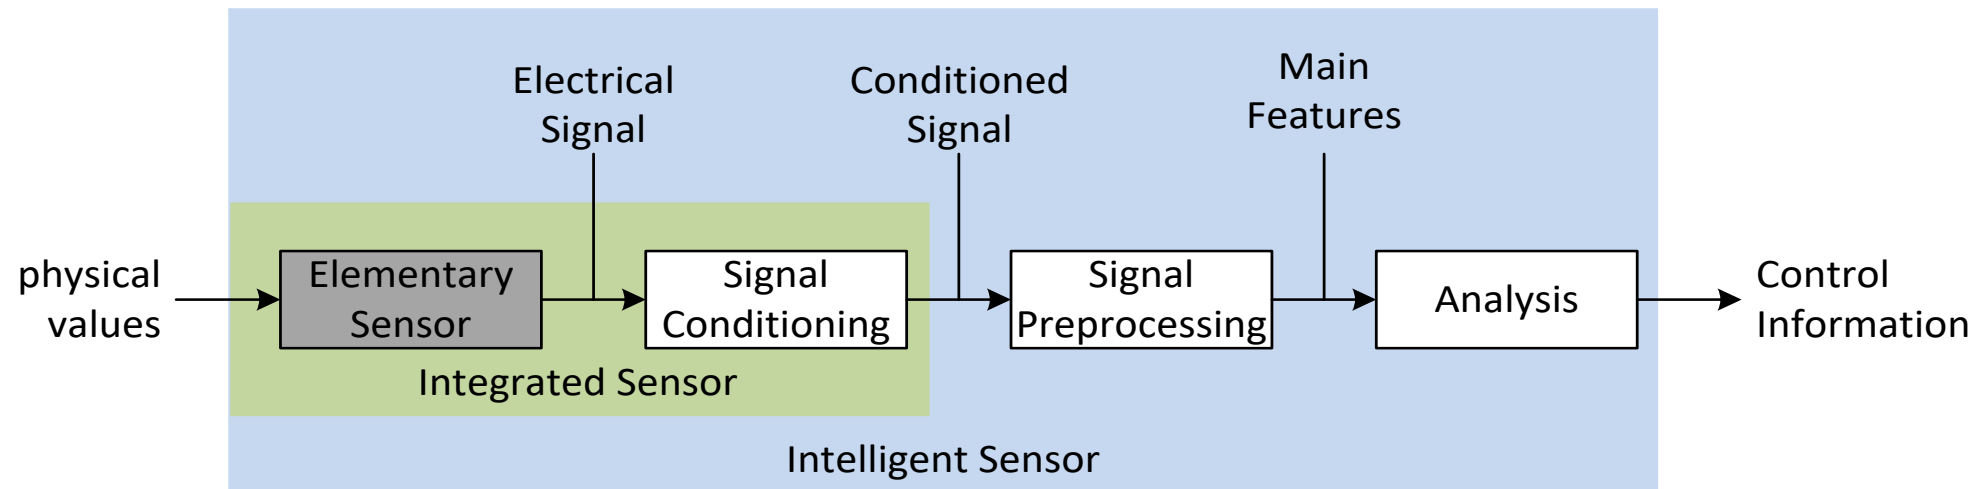 Electrical
Signal
Conditioned
Signal
Main
Features
physical
values
Elementary
Sensor
Signal
Conditioning
Signal
Preprocessing
Analysis
Control
Information
Integrated Sensor
Intelligent Sensor